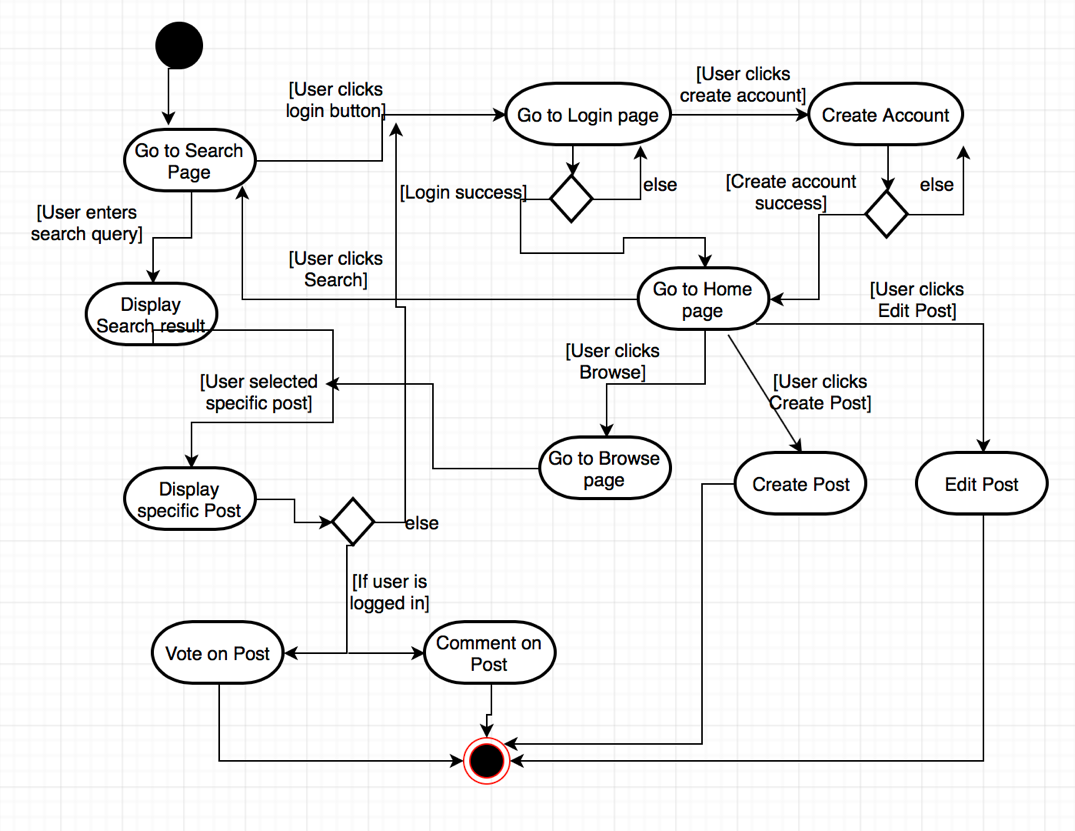 [User clicks
login button]
Go to Login page
[User clicks
create account]
Create Account
Go to Search
Page
[Login success]
else
[Create account
success]
else
[User enters
search query]
[User clicks
Search]
Go to Home
page
[User clicks
Edit Post]
Display
Search result
[User clicks
Browse]
[User selected
specific post]
[User clicks
Create Post]
Go to Browse
page
Create Post
Edit Post
Display
specific Post
else
[If user is
logged in]
Vote on Post
Comment on
Post